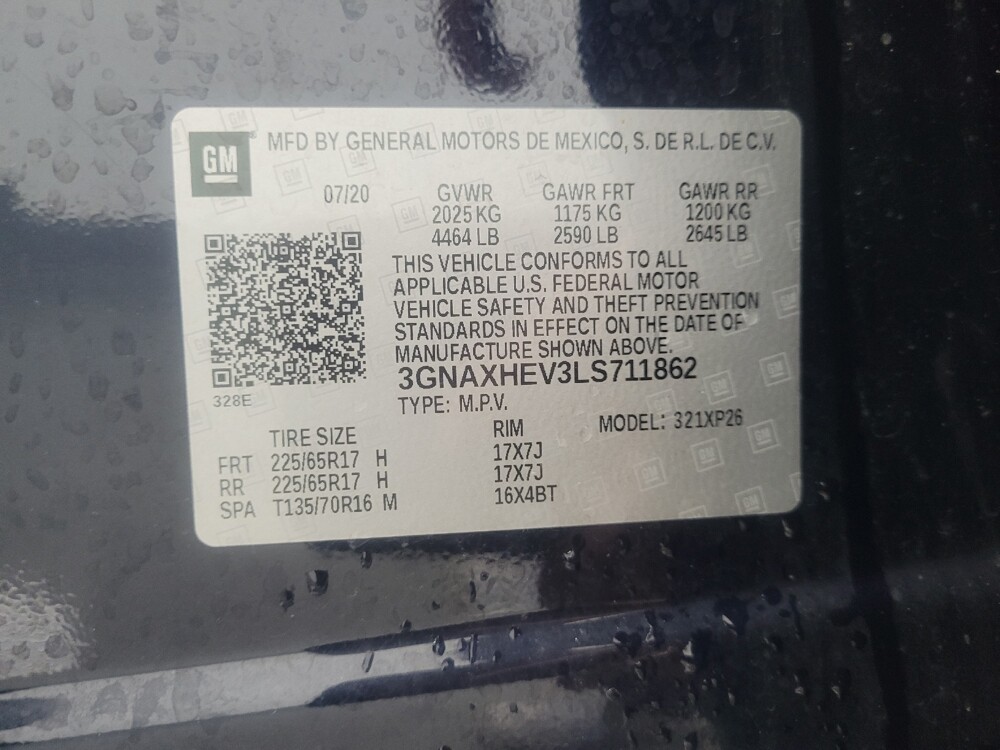 GM
MFD BY GENERAL MOTORS DE MEXICO, S. DE R.L. DE C.V.
07/20 GVWR GAWR FRT GAWR RR
2025 KG 1175 KG 1200 KG
4464 LB 2590 LB 2645 LB
THIS VEHICLE CONFORMS TO ALL
APPLICABLE U.S. FEDERAL MOTOR
VEHICLE SAFETY AND THEFT PREVENTION
STANDARDS IN EFFECT ON THE DATE OF
MANUFACTURE SHOWN ABOVE.
3GNAXHEV3LS711862
328E
TYPE: M.P.V. MODEL: 321XP26
TIRE SIZE RIM
FRT 225/65R17 H 17X7J
RR 225/65R17 H 17X7J
SPA T135/70R16 M 16X4BT